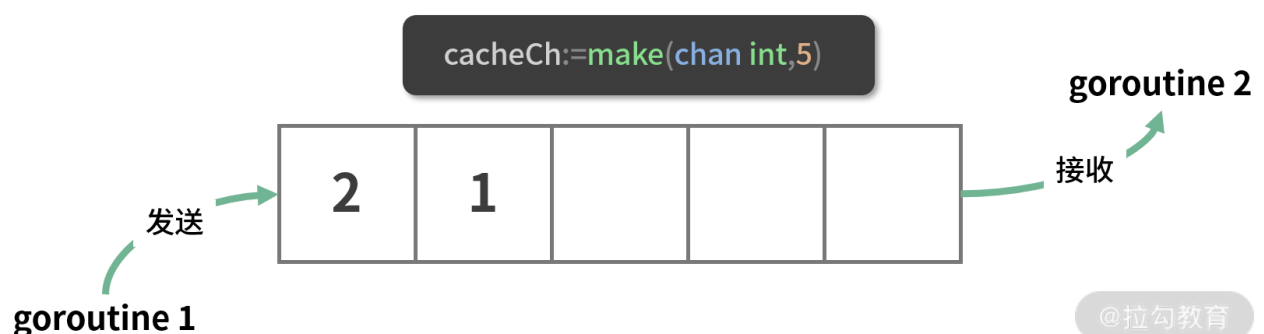 cacheCh:=make(chan int,5)
goroutine 2
接收
2 1
发送
goroutine 1
@拉勾教育